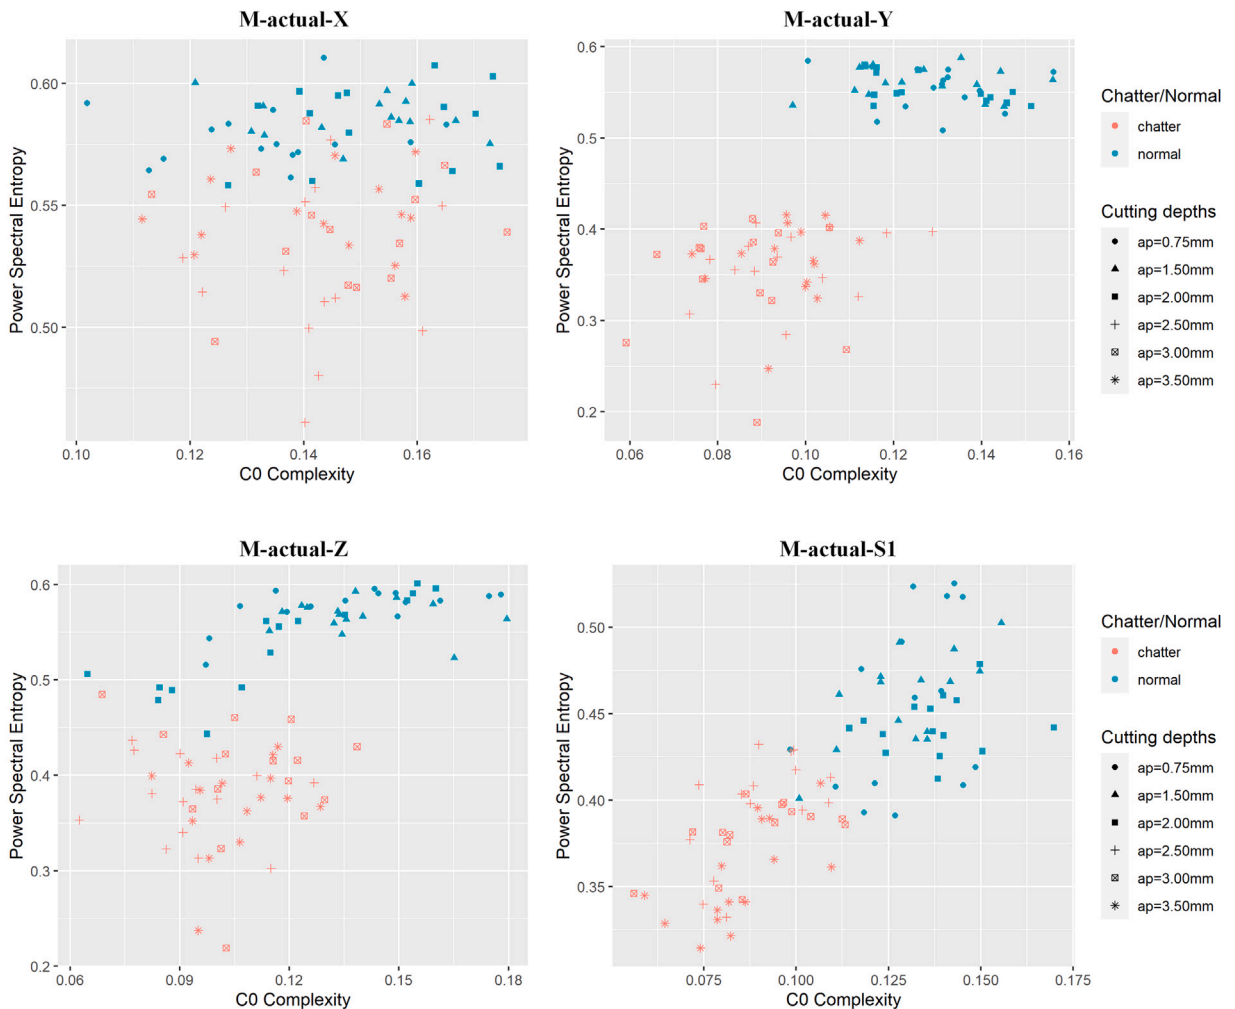 M-actual-X
0.60
0.55
0.50
Power Spectral Entropy
0.10
0.12
0.14
0.16
C0 Complexity
M-actual-Y
0.6
0.5
0.4
0.3
0.2
Power Spectral Entropy
0.06
0.08
0.10
0.12
0.14
0.16
C0 Complexity
Chatter/Normal
chatter
normal
Cutting depths
ap=0.75mm
ap=1.50mm
ap=2.00mm
ap=2.50mm
ap=3.00mm
ap=3.50mm
M-actual-Z
0.6
0.5
0.4
0.3
0.2
Power Spectral Entropy
0.06
0.09
0.12
0.15
0.18
C0 Complexity
M-actual-S1
0.50
0.45
0.40
0.35
Power Spectral Entropy
0.075
0.100
0.125
0.150
0.175
C0 Complexity
Chatter/Normal
chatter
normal
Cutting depths
ap=0.75mm
ap=1.50mm
ap=2.00mm
ap=2.50mm
ap=3.00mm
ap=3.50mm